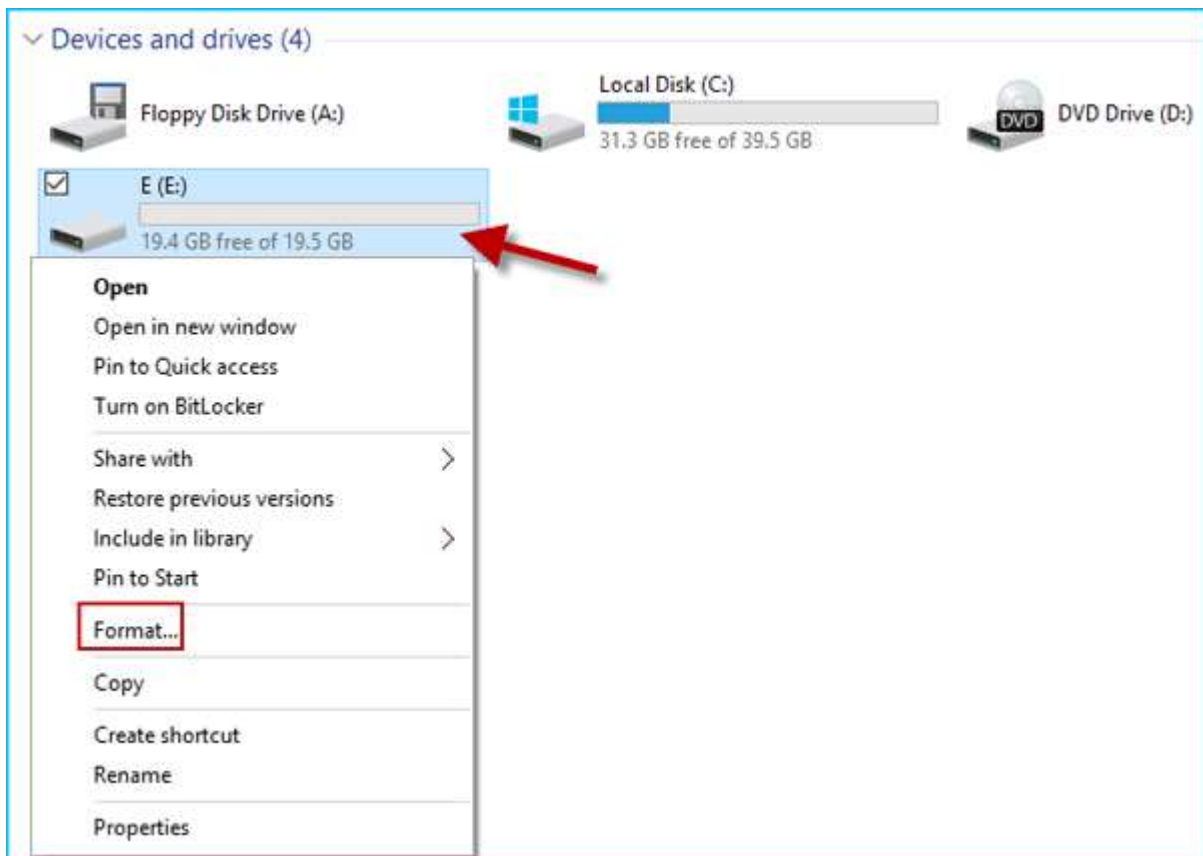 Devices and drives (4)
Floppy Disk Drive (A:)
Local Disk (C:)
31.3 GB free of 39.5 GB
DVD
DVD Drive (D:)
E (E:)
19.4 GB free of 19.5 GB
Open
Open in new window
Pin to Quick access
Turn on BitLocker
Share with
Restore previous versions
Include in library
Pin to Start
Format...
Copy
Create shortcut
Rename
Properties